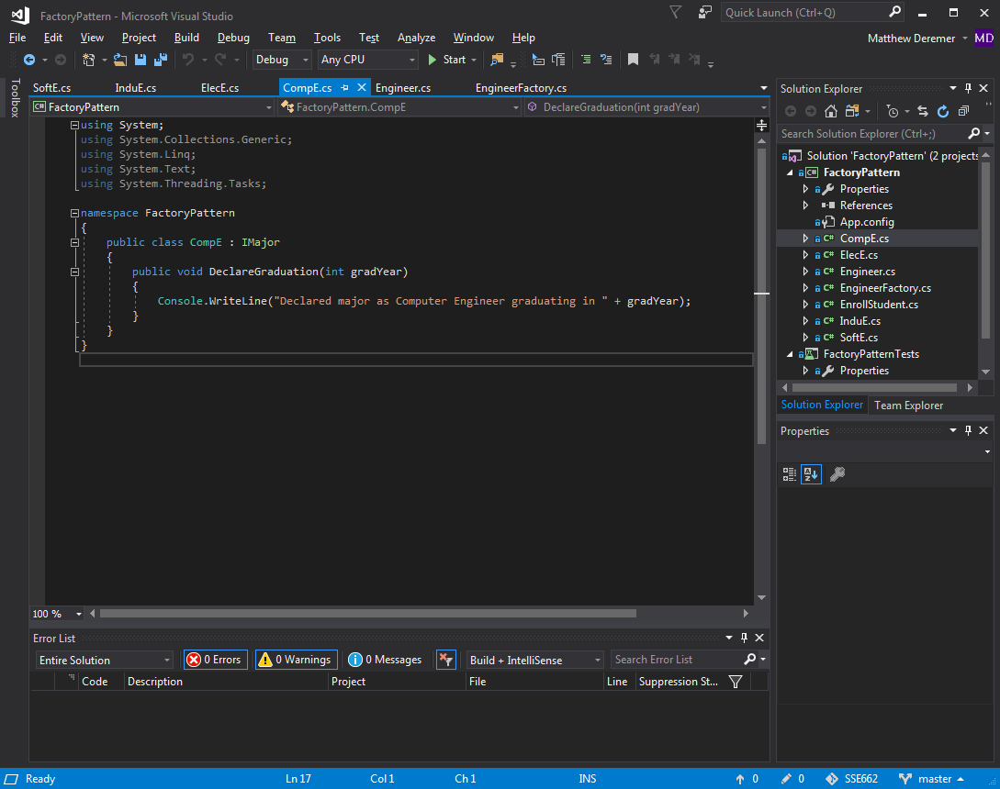 FactoryPattern - Microsoft Visual Studio
Quick Launch (Ctrl+Q)
File Edit View Project Build Debug Team Tools Test Analyze Window Help
Matthew Deremer MD
Debug Any CPU Start
Toolbox
SoftE.cs InduE.cs ElecE.cs CompE.cs Engineer.cs EngineerFactory.cs
C# FactoryPattern FactoryPattern.CompE DeclareGraduation(int gradYear)
using System;
using System.Collections.Generic;
using System.Linq;
using System.Text;
using System.Threading.Tasks;
namespace FactoryPattern
{
public class CompE : IMajor
{
public void DeclareGraduation(int gradYear)
{
Console.WriteLine("Declared major as Computer Engineer graduating in " + gradYear);
}
}
}
100 %
Solution Explorer
Search Solution Explorer (Ctrl+;)
Solution 'FactoryPattern' (2 projects
C# FactoryPattern
Properties
References
App.config
C# CompE.cs
C# ElecE.cs
C# Engineer.cs
C# EngineerFactory.cs
C# EnrollStudent.cs
C# InduE.cs
C# SoftE.cs
FactoryPatternTests
Properties
Solution Explorer Team Explorer
Properties
Error List
Entire Solution 0 Errors 0 Warnings 0 Messages Build + IntelliSense Search Error List
Code Description Project File Line Suppression St...
Ready Ln 17 Col 1 Ch 1 INS 0 0 SSE662 master